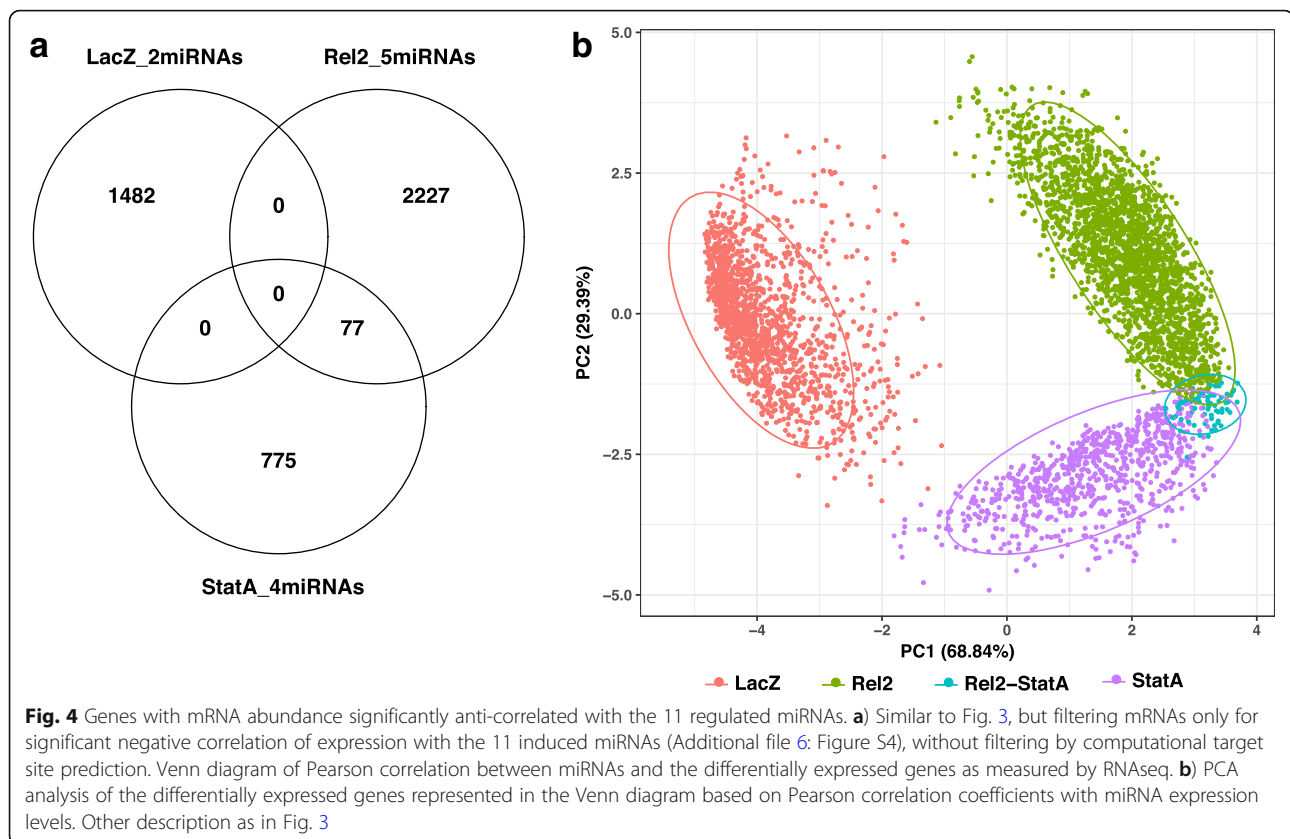 a
LacZ_2miRNAs
Rel2_5miRNAs
1482
0
2227
0
0
77
775
StatA_4miRNAs
b
5.0
2.5
0.0
−2.5
−5.0
PC2 (29.39%)
−4
−2
0
2
4
PC1 (68.84%)
LacZ
Rel2
Rel2−StatA
StatA
Fig. 4 Genes with mRNA abundance significantly anti-correlated with the 11 regulated miRNAs. a) Similar to Fig. 3, but filtering mRNAs only for
significant negative correlation of expression with the 11 induced miRNAs (Additional file 6: Figure S4), without filtering by computational target
site prediction. Venn diagram of Pearson correlation between miRNAs and the differentially expressed genes as measured by RNAseq. b) PCA
analysis of the differentially expressed genes represented in the Venn diagram based on Pearson correlation coefficients with miRNA expression
levels. Other description as in Fig. 3